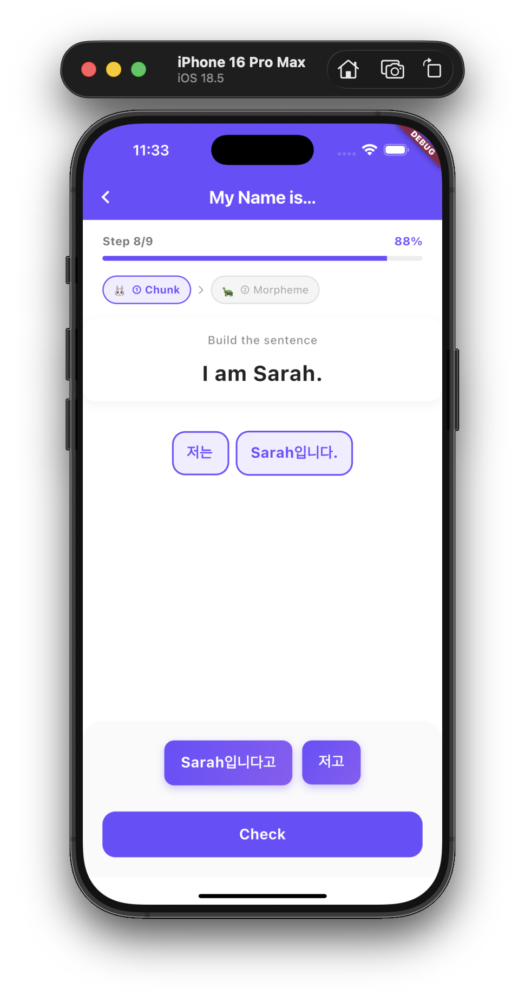 iPhone 16 Pro Max
iOS 18.5
11:33
DEBUG
My Name is...
Step 8/9 88%
① Chunk ② Morpheme
Build the sentence
I am Sarah.
저는 Sarah입니다.
Sarah입니다고 저고
Check